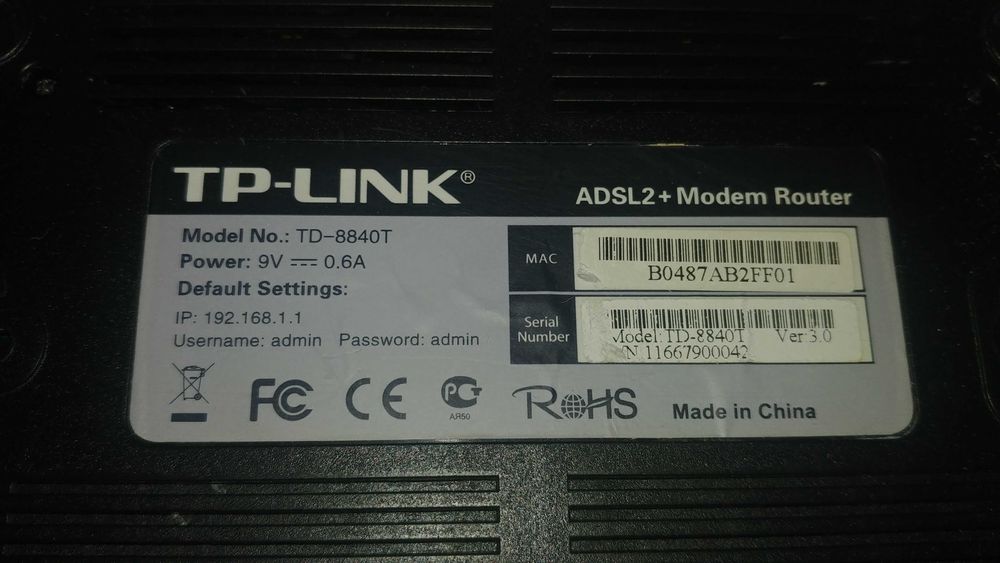 TP-LINK®
ADSL2+ Modem Router
Model No.: TD-8840T
Power: 9V ⎓ 0.6A
Default Settings:
IP: 192.168.1.1
Username: admin Password: admin
MAC
B0487AB2FF01
Serial
Number
Model:TD-8840T Ver:3.0
N 11667900042
FC
CE
РСТ
АЯ50
RoHS
Made in China